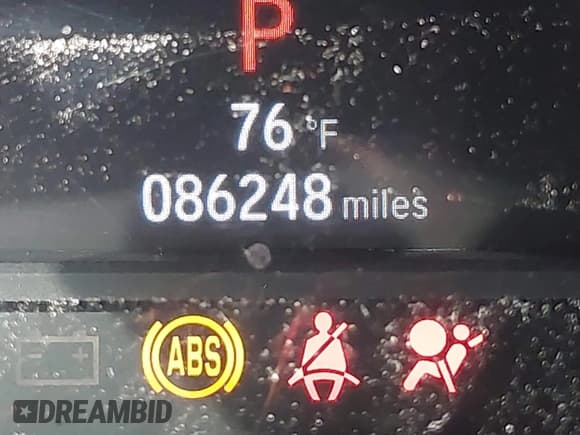 P
76 °F
086248 miles
ABS
DREAMBID